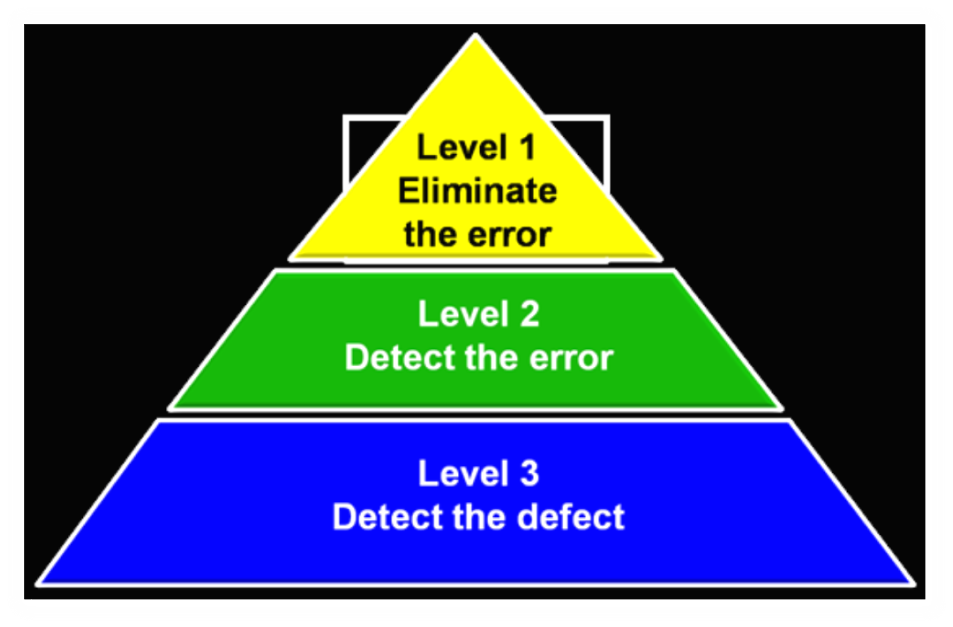 Level 1
Eliminate
the error
Level 2
Detect the error
Level 3
Detect the defect